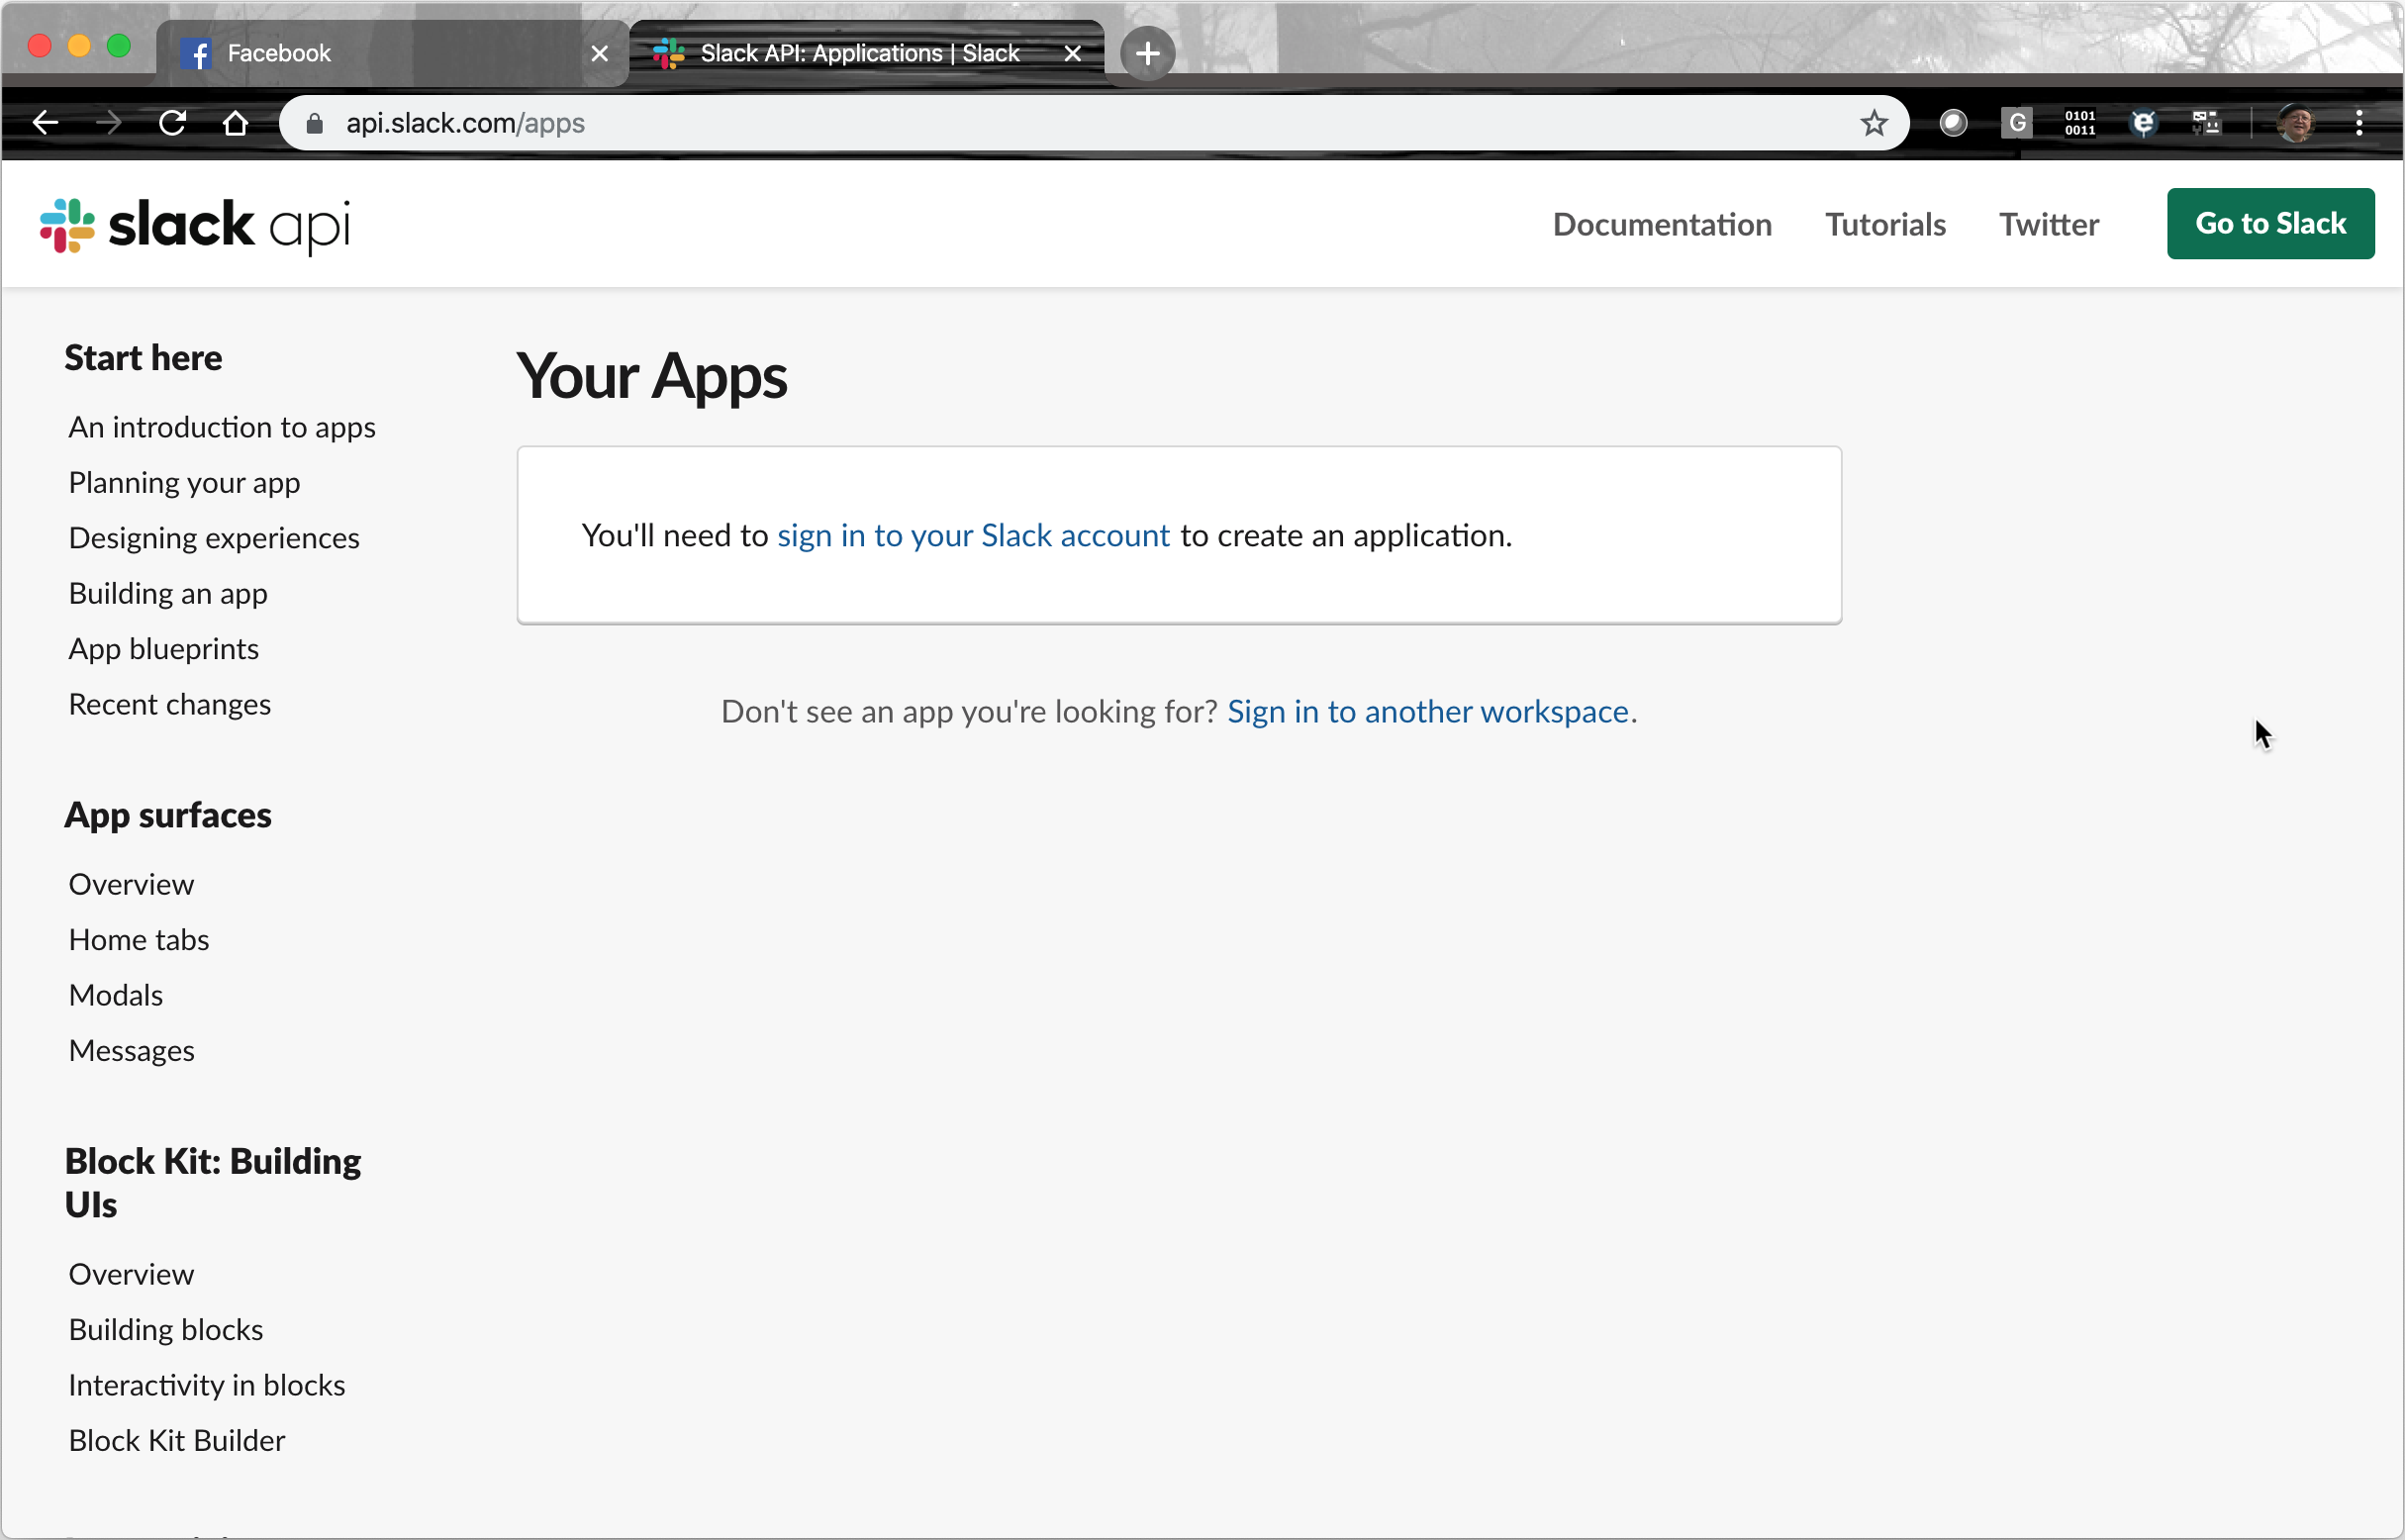 Facebook
Slack API: Applications | Slack
api.slack.com/apps
G
0101
0011
e
slack api
Documentation
Tutorials
Twitter
Go to Slack
Start here
An introduction to apps
Planning your app
Designing experiences
Building an app
App blueprints
Recent changes
App surfaces
Overview
Home tabs
Modals
Messages
Block Kit: Building
UIs
Overview
Building blocks
Interactivity in blocks
Block Kit Builder
Your Apps
You'll need to sign in to your Slack account to create an application.
Don't see an app you're looking for? Sign in to another workspace.